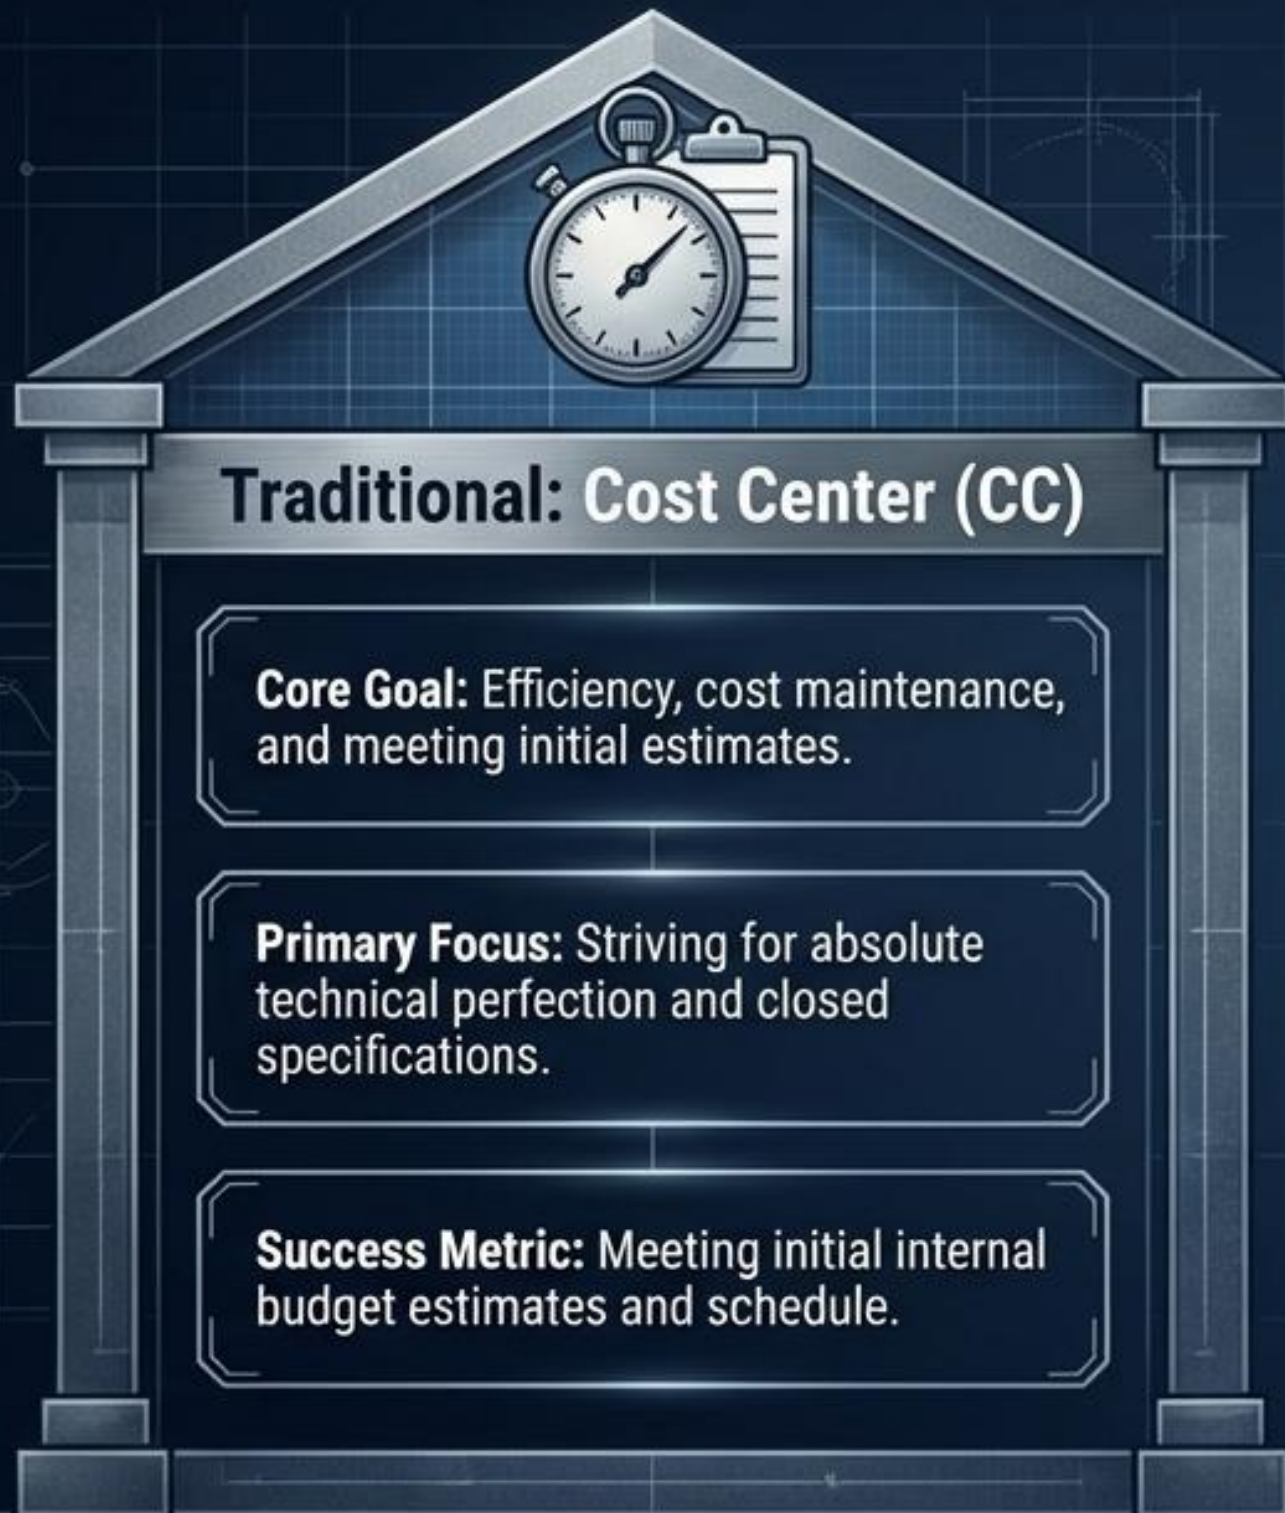 Traditional: Cost Center (CC)
Core Goal: Efficiency, cost maintenance,
and meeting initial estimates.
Primary Focus: Striving for absolute
technical perfection and closed
specifications.
Success Metric: Meeting initial internal
budget estimates and schedule.